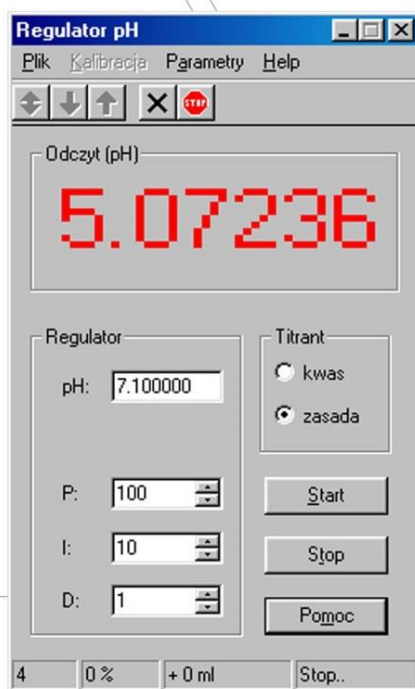 Regulator pH
Plik Kalibracja Parametry Help
STOP
Odczyt (pH)
5.07236
Regulator
pH: 7.100000
P: 100
I: 10
D: 1
Titrant
kwas
zasada
Start
Stop
Pomoc
4 0 % + 0 ml Stop..